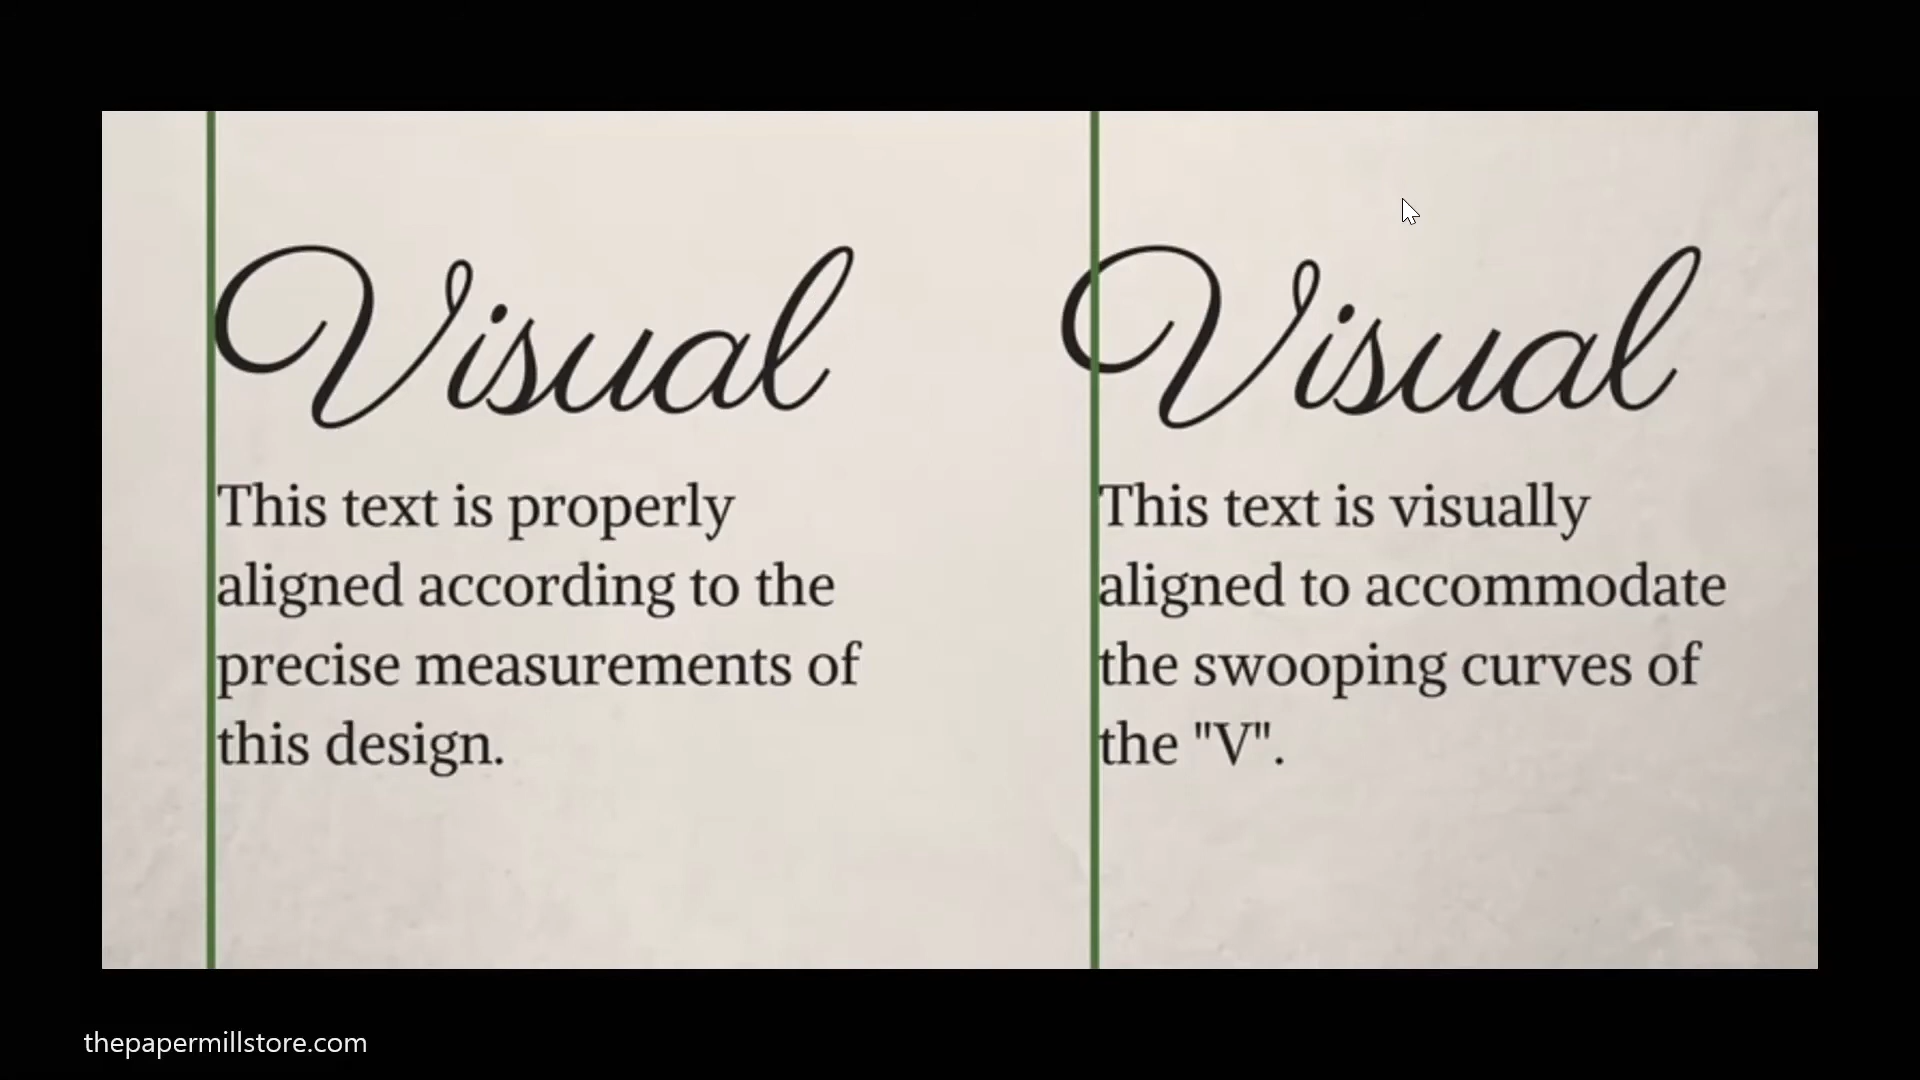 Visual
This text is properly
aligned according to the
precise measurements of
this design.
Visual
This text is visually
aligned to accommodate
the swooping curves of
the "V".
thepapermillstore.com